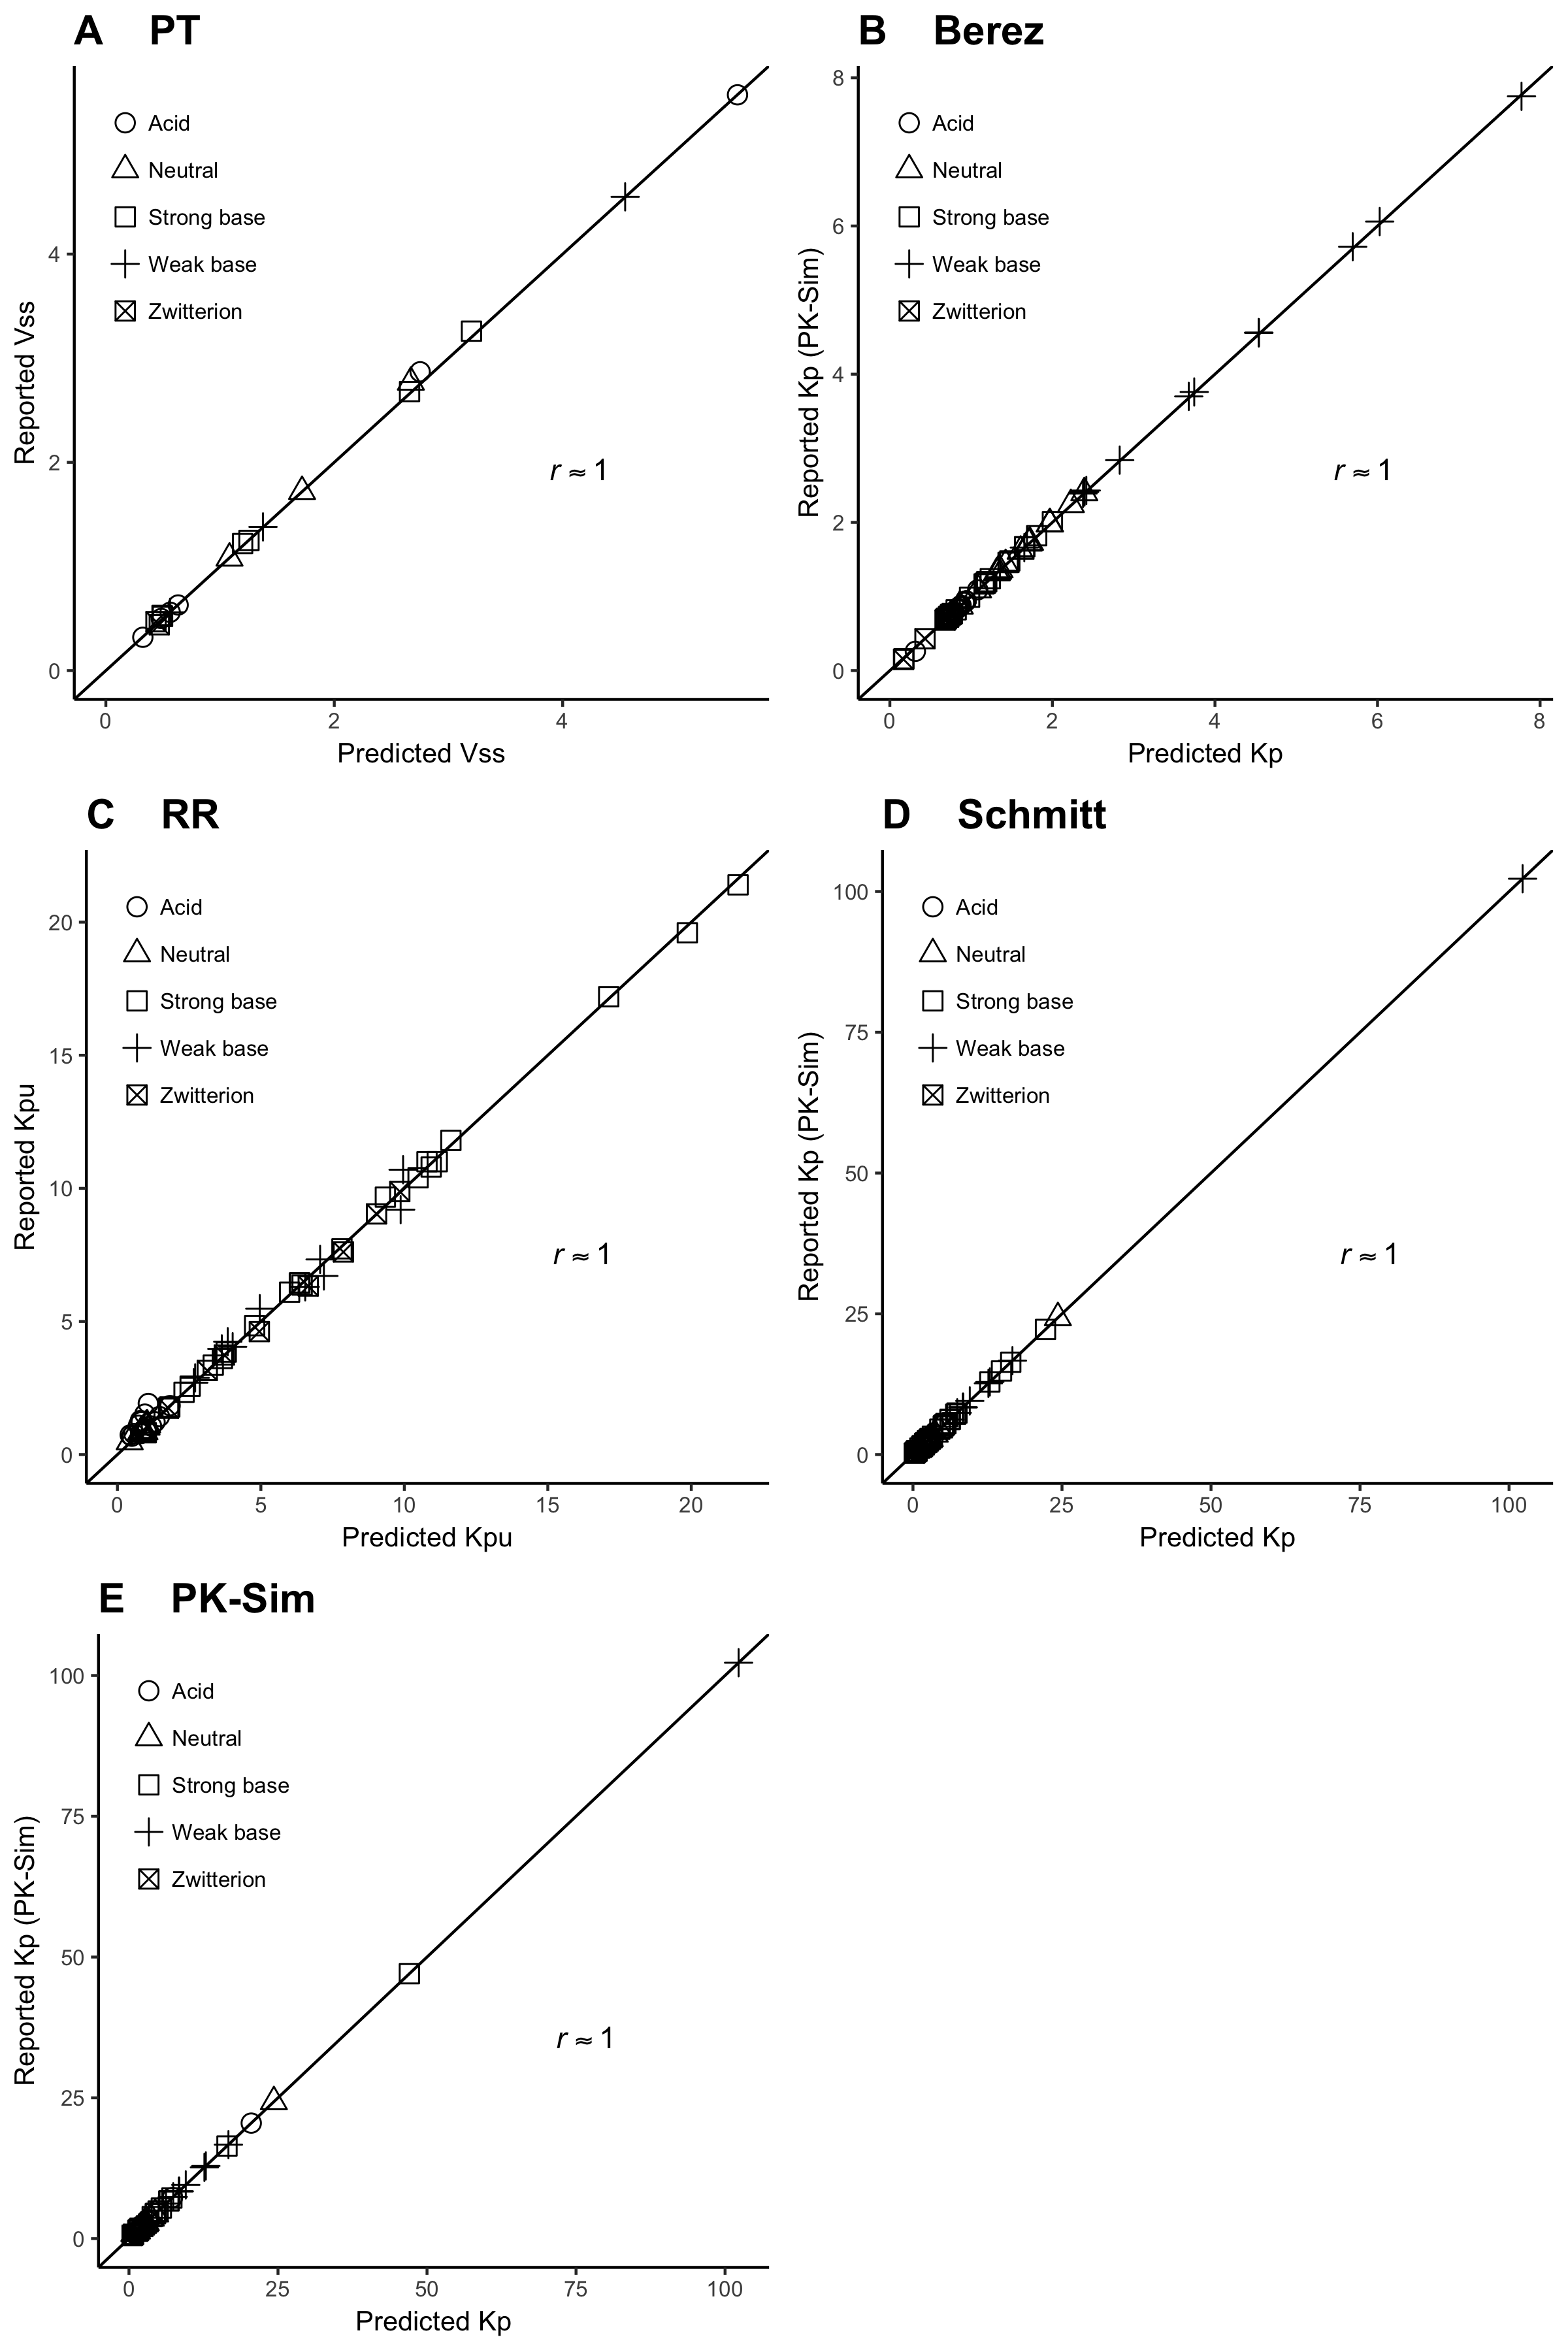 A PT
Acid
Neutral
Strong base
Weak base
Zwitterion
4
2
0
0 2 4
Reported Vss
Predicted Vss
r ≈ 1
B Berez
Acid
Neutral
Strong base
Weak base
Zwitterion
8
6
4
2
0
0 2 4 6 8
Reported Kp (PK-Sim)
Predicted Kp
r ≈ 1
C RR
Acid
Neutral
Strong base
Weak base
Zwitterion
20
15
10
5
0
0 5 10 15 20
Reported Kpu
Predicted Kpu
r ≈ 1
D Schmitt
Acid
Neutral
Strong base
Weak base
Zwitterion
100
75
50
25
0
0 25 50 75 100
Reported Kp (PK-Sim)
Predicted Kp
r ≈ 1
E PK-Sim
Acid
Neutral
Strong base
Weak base
Zwitterion
100
75
50
25
0
0 25 50 75 100
Reported Kp (PK-Sim)
Predicted Kp
r ≈ 1